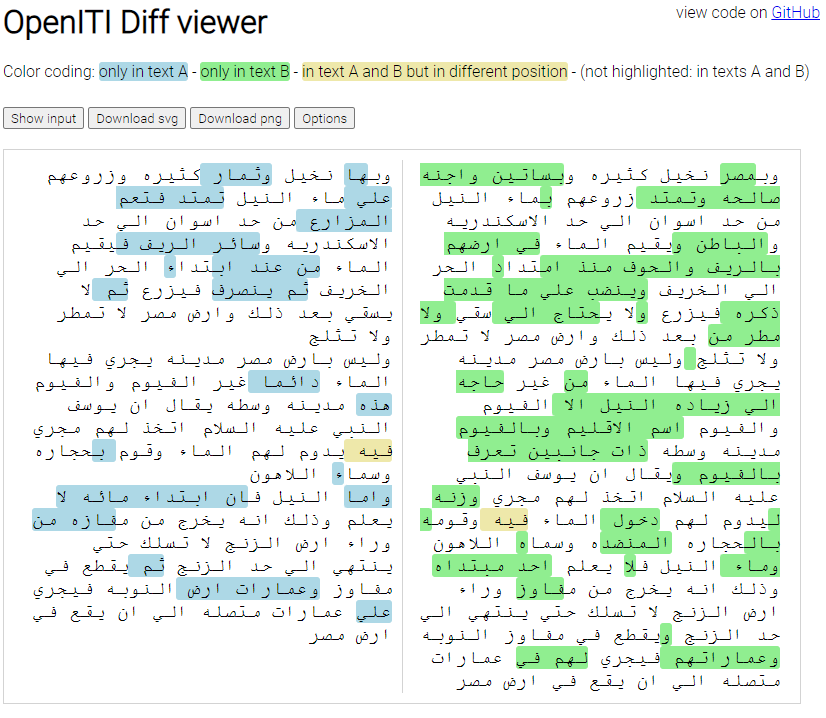 OpenITI Diff viewer
view code on GitHub
Color coding: only in text A - only in text B - in text A and B but in different position - (not highlighted: in texts A and B)
Show input Download svg Download png Options
وبها نخيل وثمار كثيره وزروعهم
علي ماء النيل تمتد فتعم
المزارع من حد اسوان الي حد
الاسكندريه وسائر الريف فيقيم
الماء من عند ابتداء الحر الي
الخريف ثم ينصرف فيزرع ثم لا
يسقي بعد ذلك وارض مصر لا تمطر
ولا تثلج
وليس بارض مصر مدينه يجري فيها
الماء دائما غير الفيوم والفيوم
هذه مدينه وسطه يقال ان يوسف
النبي عليه السلام اتخذ لهم مجري
فيه يدوم لهم الماء وقوم بحجاره
وسماء اللاهون
واما النيل فان ابتداء مائه لا
يعلم وذلك انه يخرج من مفازه من
وراء ارض الزنج لا تسلك حتي
ينتهي الي حد الزنج ثم يقطع في
مفاوز وعمارات ارض النوبه فيجري
علي عمارات متصله الي ان يقع في
ارض مصر
وبمصر نخيل كثيره وبساتين واجنه
صالحه وتمتد زروعهم بماء النيل
من حد اسوان الي حد الاسكندريه
والباطن ويقيم الماء في ارضهم
بالريف والحوف منذ امتداد الحر
الي الخريف وينضب علي ما قدمت
ذكره فيزرع ولا يحتاج الي سقي ولا
مطر من بعد ذلك وارض مصر لا تمطر
ولا تثلج وليس بارض مصر مدينه
يجري فيها الماء من غير حاجه
الي زياده النيل الا الفيوم
والفيوم اسم الاقليم وبالفيوم
مدينه وسطه ذات جانبين تعرف
بالفيوم ويقال ان يوسف النبي
عليه السلام اتخذ لهم مجري وزنه
ليدوم لهم دخول الماء فيه وقومه
بالحجاره المنضده وسماه اللاهون
وماء النيل فلا يعلم احد مبتداه
وذلك انه يخرج من مفاوز وراء
ارض الزنج لا تسلك حتي ينتهي الي
حد الزنج ويقطع في مفاوز النوبه
وعماراتهم فيجري لهم في عمارات
متصله الي ان يقع في ارض مصر